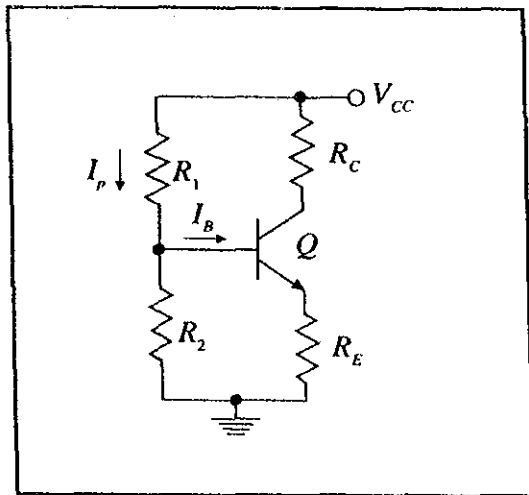 V_CC
R_C
I_p
R_1
I_B
Q
R_2
R_E